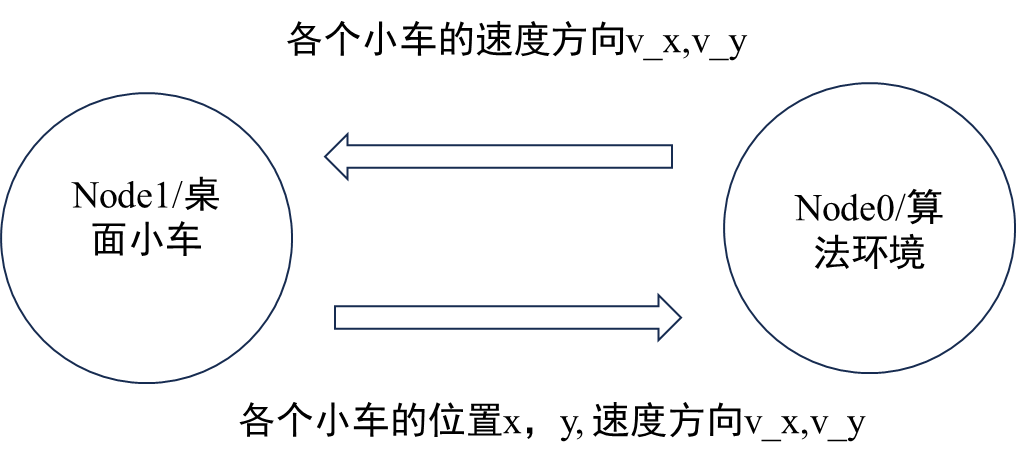 各个小车的速度方向v_x,v_y
Node1/桌
面小车
Node0/算
法环境
各个小车的位置x，y, 速度方向v_x,v_y